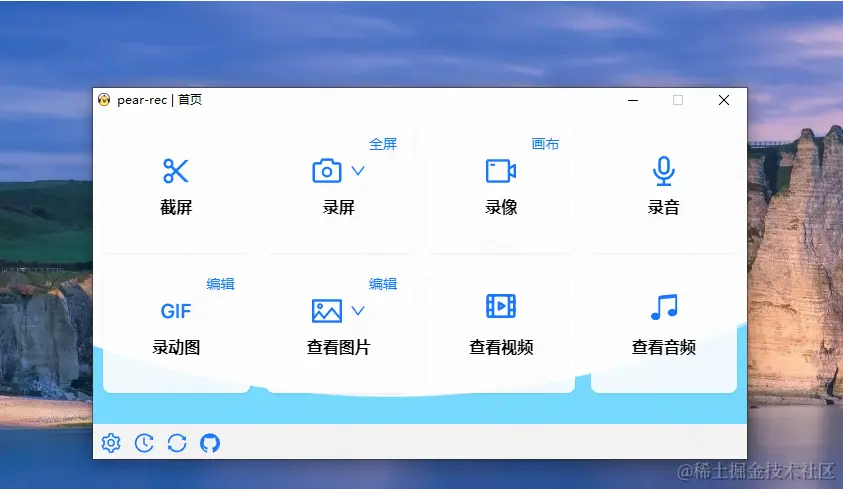 pear-rec | 首页
全屏
画布
截屏
录屏
录像
录音
编辑
编辑
GIF
录动图
查看图片
查看视频
查看音频
@稀土掘金技术社区